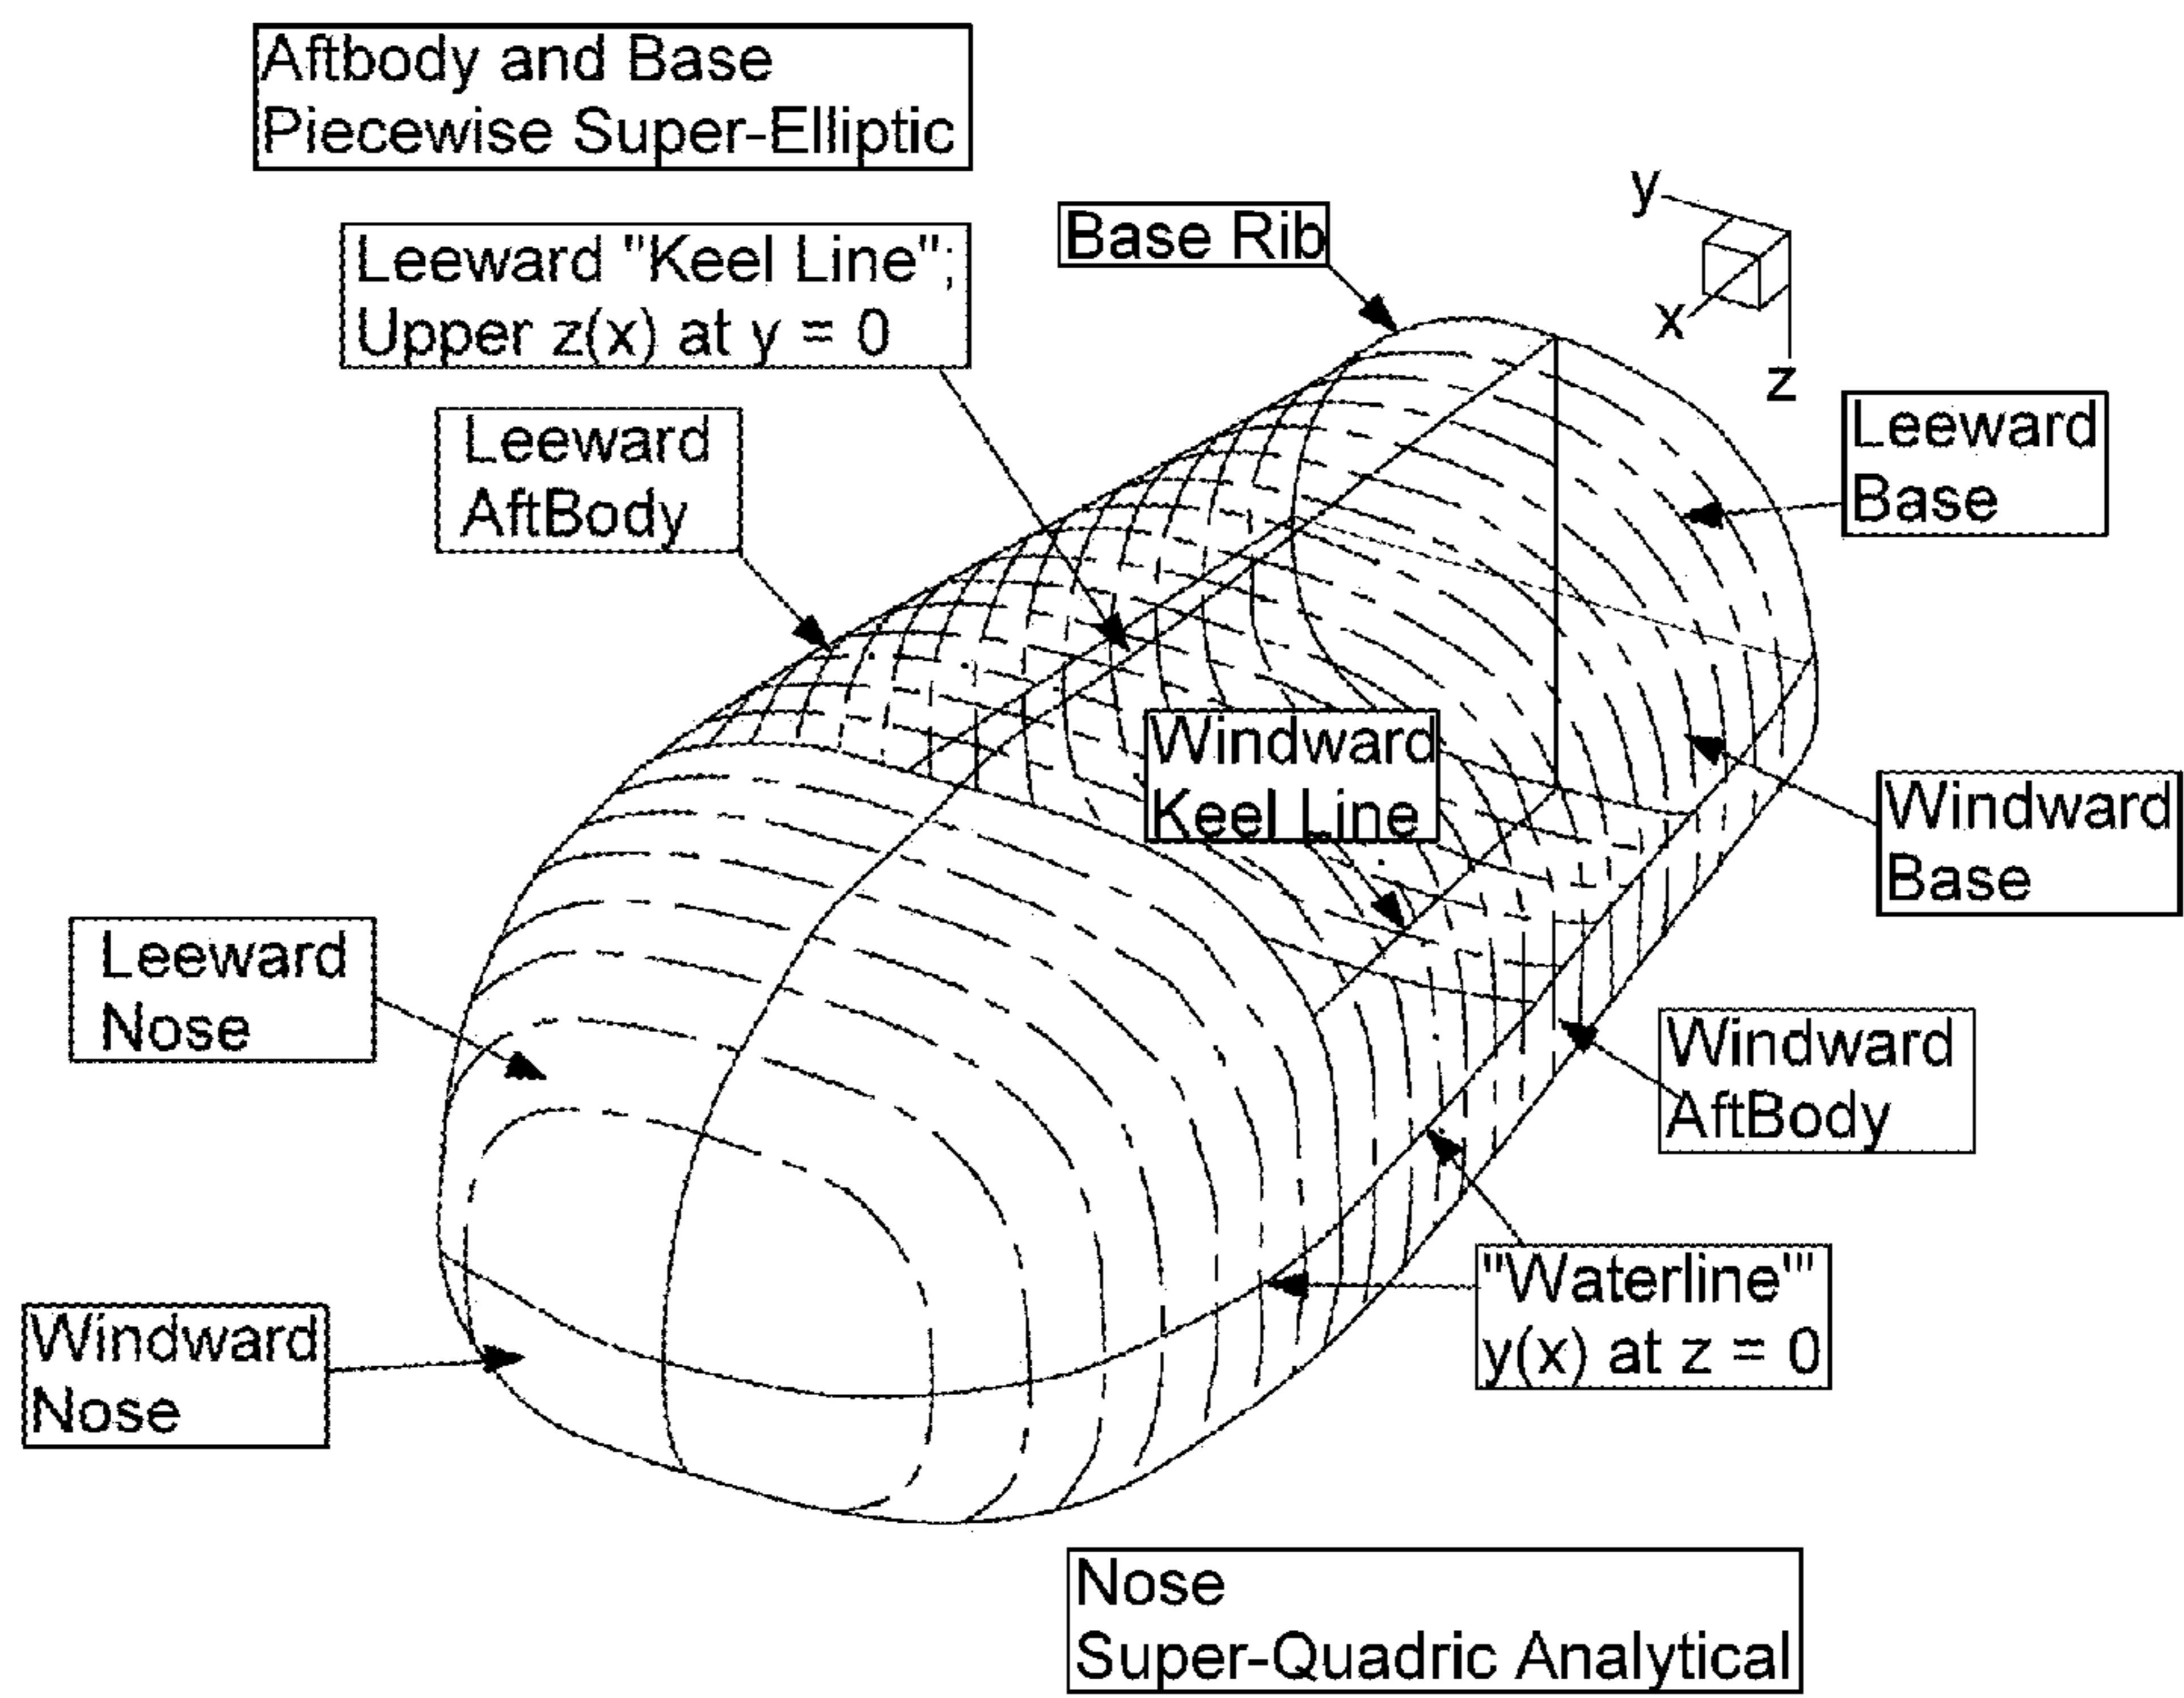 Aftbody and Base
Piecewise Super-Elliptic
Leeward "Keel Line";
Upper z(x) at y = 0
Base Rib
y
x
z
Leeward
AftBody
Leeward
Base
Windward
Keel Line
Windward
Base
Leeward
Nose
Windward
AftBody
"Waterline'"
y(x) at z = 0
Windward
Nose
Nose
Super-Quadric Analytical